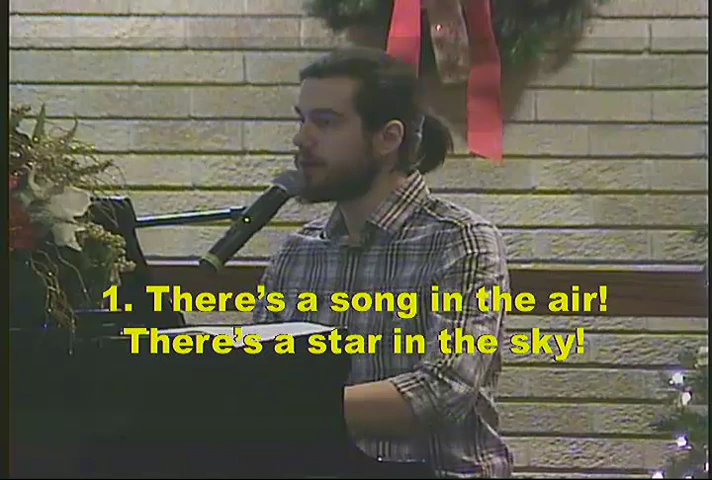 1. There's a song in the air!
There's a star in the sky!